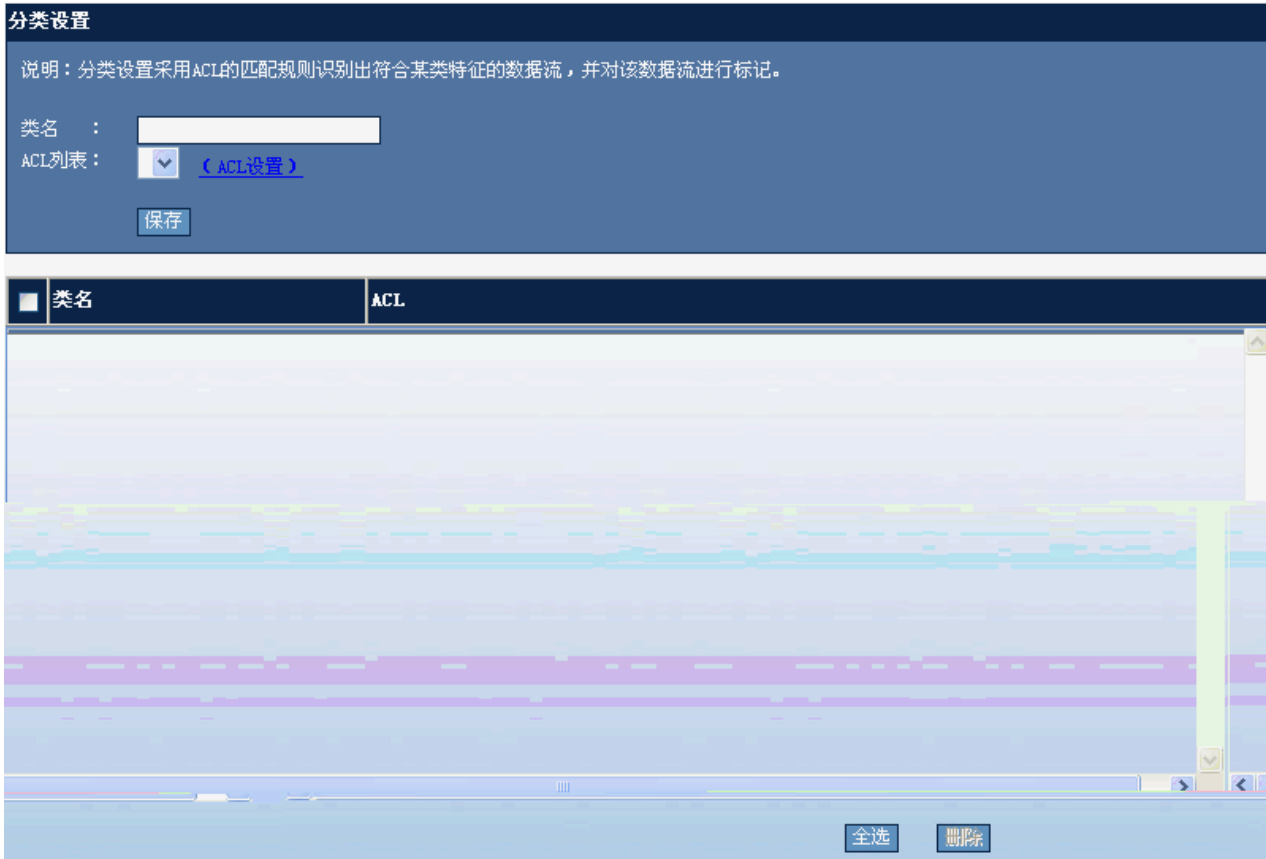 分类设置
说明：分类设置采用ACL的匹配规则识别出符合某类特征的数据流，并对该数据流进行标记。
类名 ：
ACL列表： （ACL设置）
保存
类名 ACL
全选 删除